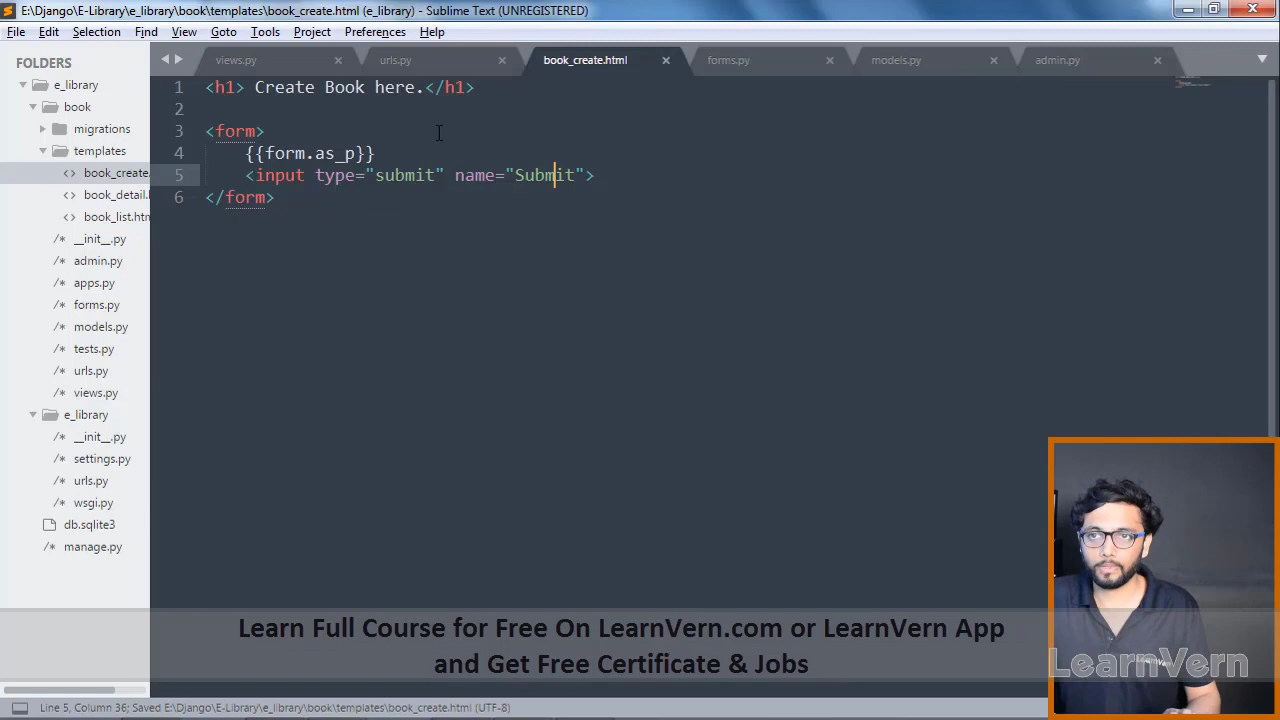 E:\Django\E-Library\e_library\book\templates\book_create.html (e_library) - Sublime Text (UNREGISTERED)
File Edit Selection Find View Goto Tools Project Preferences Help
FOLDERS
e_library
book
migrations
templates
book_create.
book_detail.
book_list.htm
__init__.py
admin.py
apps.py
forms.py
models.py
tests.py
urls.py
views.py
e_library
__init__.py
settings.py
urls.py
wsgi.py
db.sqlite3
manage.py
views.py urls.py book_create.html forms.py models.py admin.py
1 <h1> Create Book here.</h1>
2
3 <form>
4 {{form.as_p}}
5 <input type="submit" name="Submit">
6 </form>
Learn Full Course for Free On LearnVern.com or LearnVern App
and Get Free Certificate & Jobs
LearnVern
Line 5, Column 36; Saved E:\Django\E-Library\e_library\book\templates\book_create.html (UTF-8)